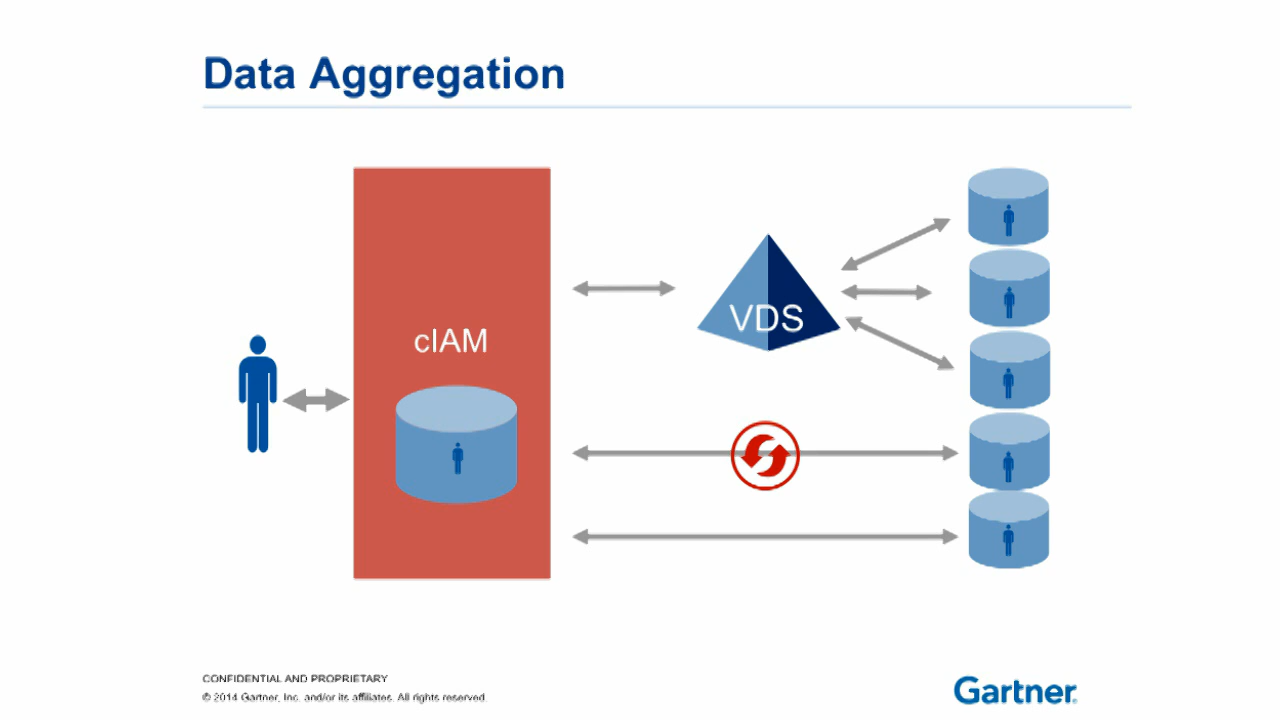 Data Aggregation
cIAM
VDS
CONFIDENTIAL AND PROPRIETARY
© 2014 Gartner, Inc. and/or its affiliates. All rights reserved.
Gartner